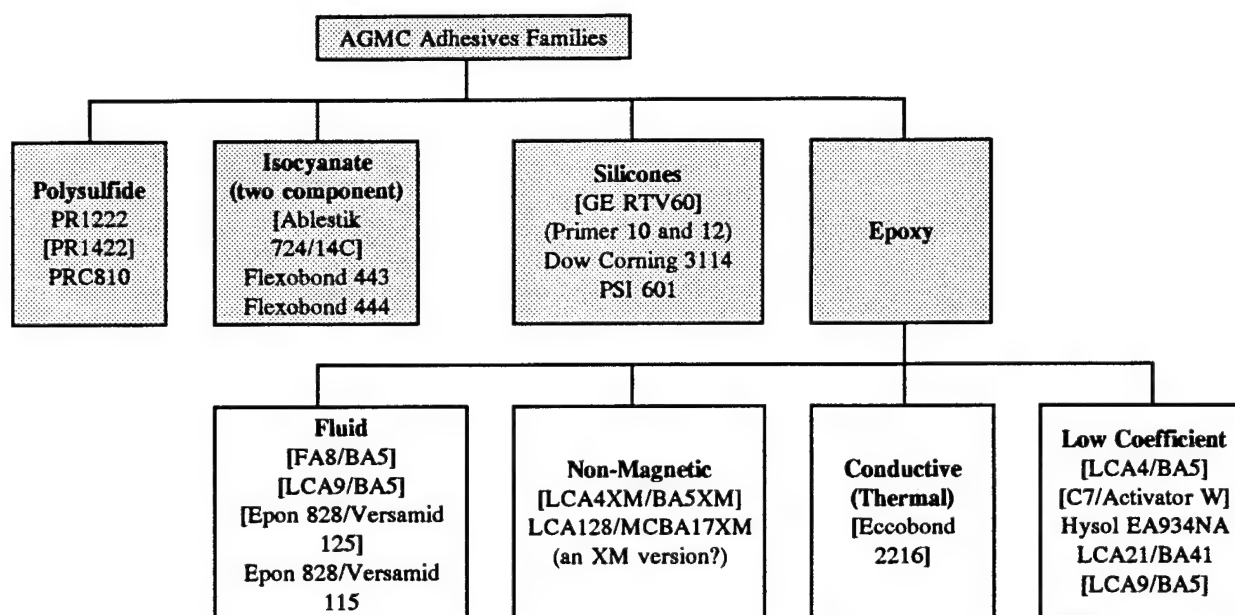 AGMC Adhesives Families
Polysulfide
PR1222
[PR1422]
PRC810
Isocyanate
(two component)
[Ablestik
724/14C]
Flexobond 443
Flexobond 444
Silicones
[GE RTV60]
(Primer 10 and 12)
Dow Corning 3114
PSI 601
Epoxy
Fluid
[FA8/BA5]
[LCA9/BA5]
[Epon 828/Versamid
125]
Epon 828/Versamid
115
Non-Magnetic
[LCA4XM/BA5XM]
LCA128/MCBA17XM
(an XM version?)
Conductive
(Thermal)
[Eccobond
2216]
Low Coefficient
[LCA4/BA5]
[C7/Activator W]
Hysol EA934NA
LCA21/BA41
[LCA9/BA5]